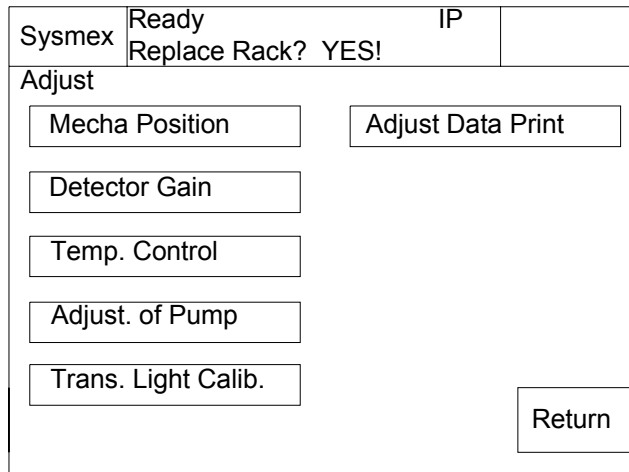 Sysmex
Ready IP
Replace Rack? YES!
Adjust
Mecha Position
Adjust Data Print
Detector Gain
Temp. Control
Adjust. of Pump
Trans. Light Calib.
Return